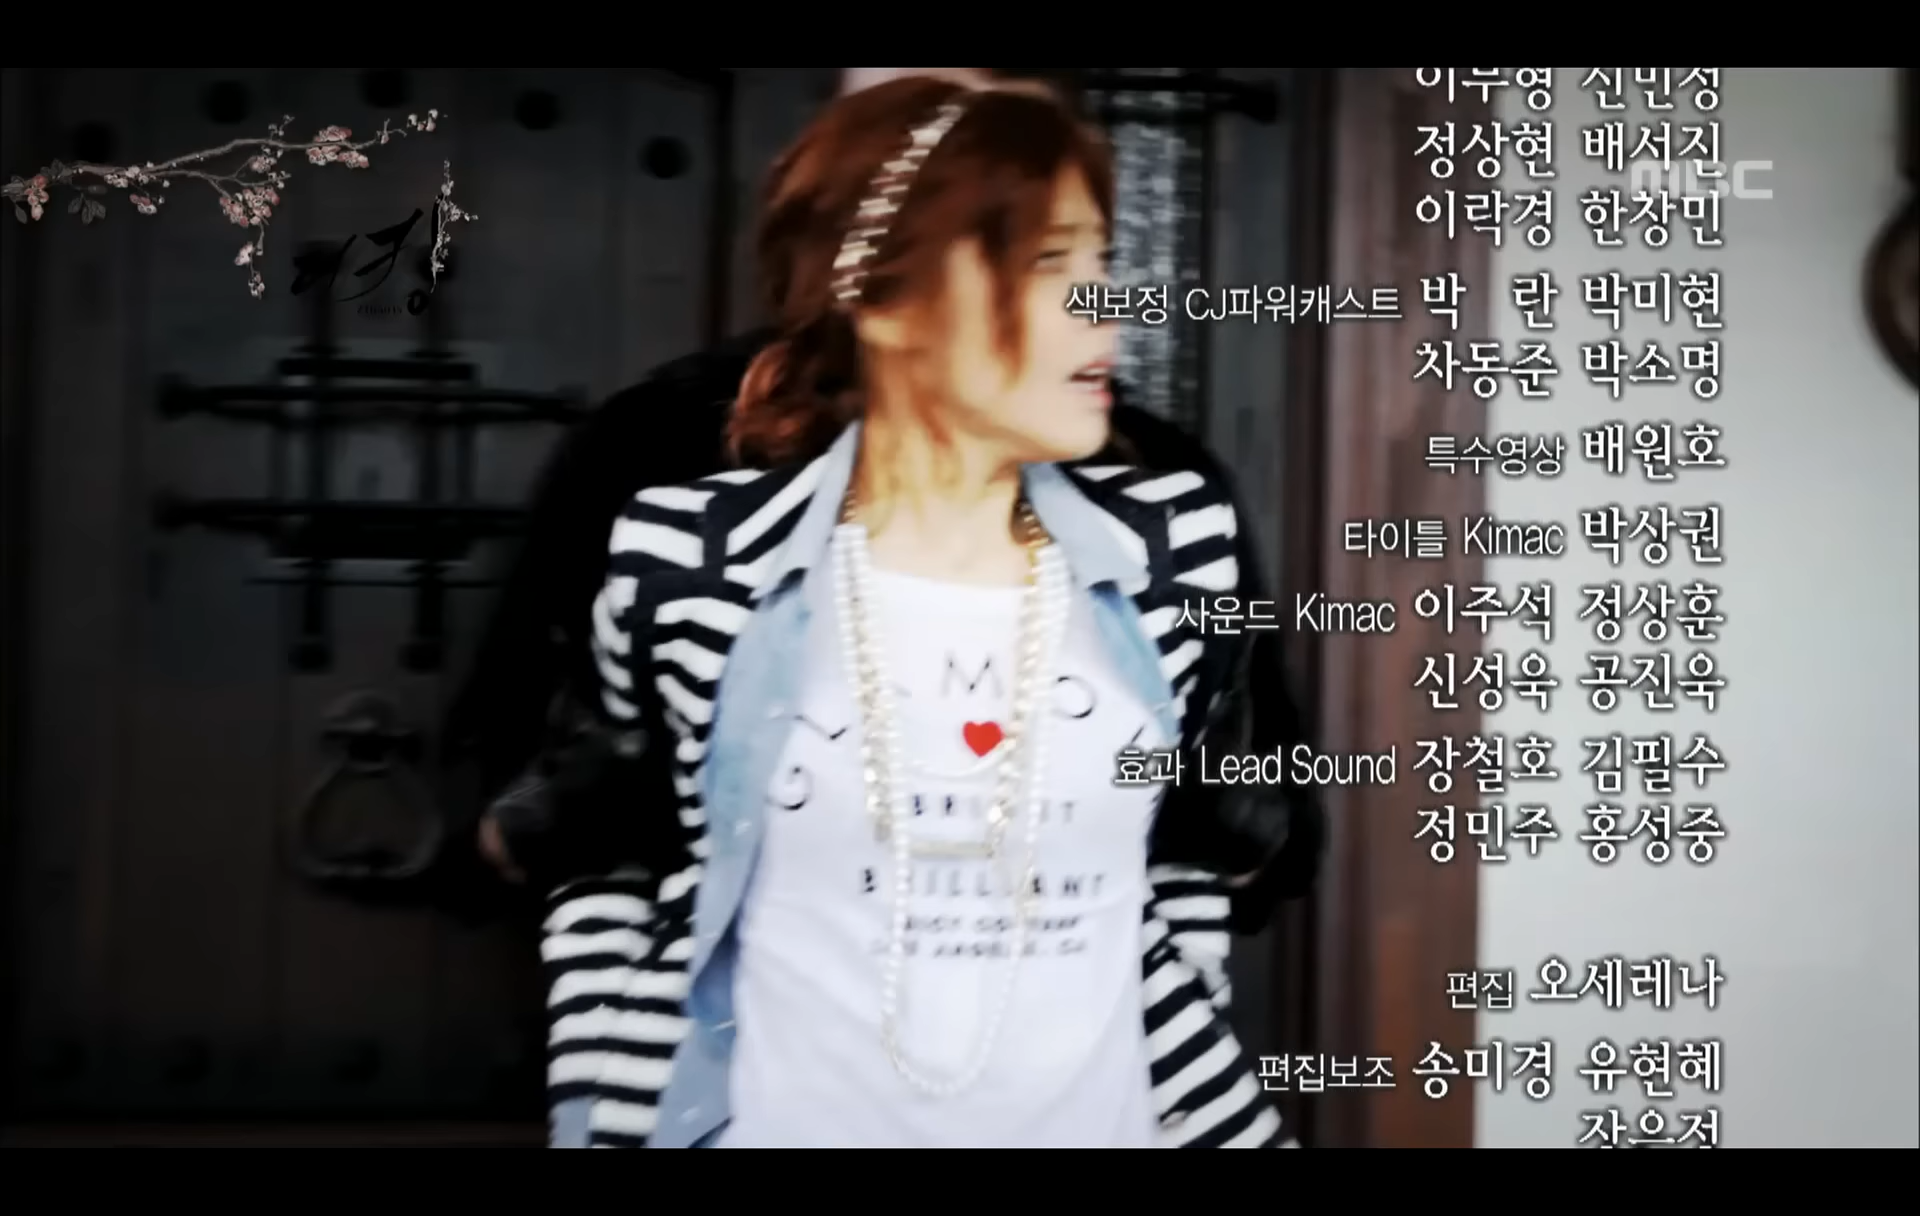 정상현 배서진
MBC
이락경 한창민
색보정 CJ파워캐스트 박 란 박미현
차동준 박소명
특수영상 배원호
타이틀 Kimac 박상권
사운드 Kimac 이주석 정상훈
신성욱 공진욱
효과 Lead Sound 장철호 김필수
정민주 홍성중
편집 오세레나
편집보조 송미경 유현혜
더킹
M